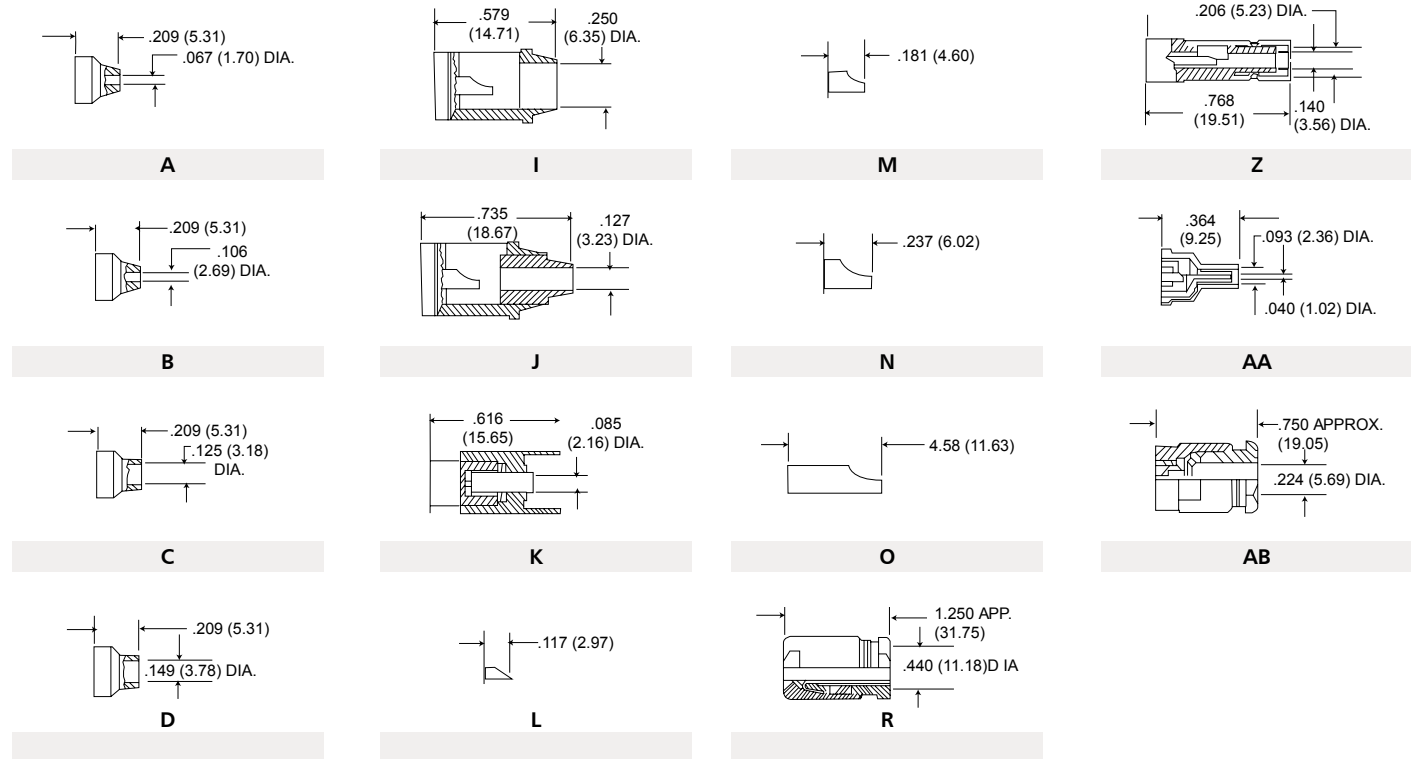 .209 (5.31)
.067 (1.70) DIA.
A
.579
(14.71)
.250
(6.35) DIA.
I
.181 (4.60)
M
.206 (5.23) DIA.
.768
(19.51)
.140
(3.56) DIA.
Z
.209 (5.31)
.106
(2.69) DIA.
B
.735
(18.67)
.127
(3.23) DIA.
J
.237 (6.02)
N
.364
(9.25)
.093 (2.36) DIA.
.040 (1.02) DIA.
AA
.209 (5.31)
.125 (3.18)
DIA.
C
.616
(15.65)
.085
(2.16) DIA.
K
4.58 (11.63)
O
.750 APPROX.
(19.05)
.224 (5.69) DIA.
AB
.209 (5.31)
.149 (3.78) DIA.
D
.117 (2.97)
L
1.250 APP.
(31.75)
.440 (11.18)D IA
R